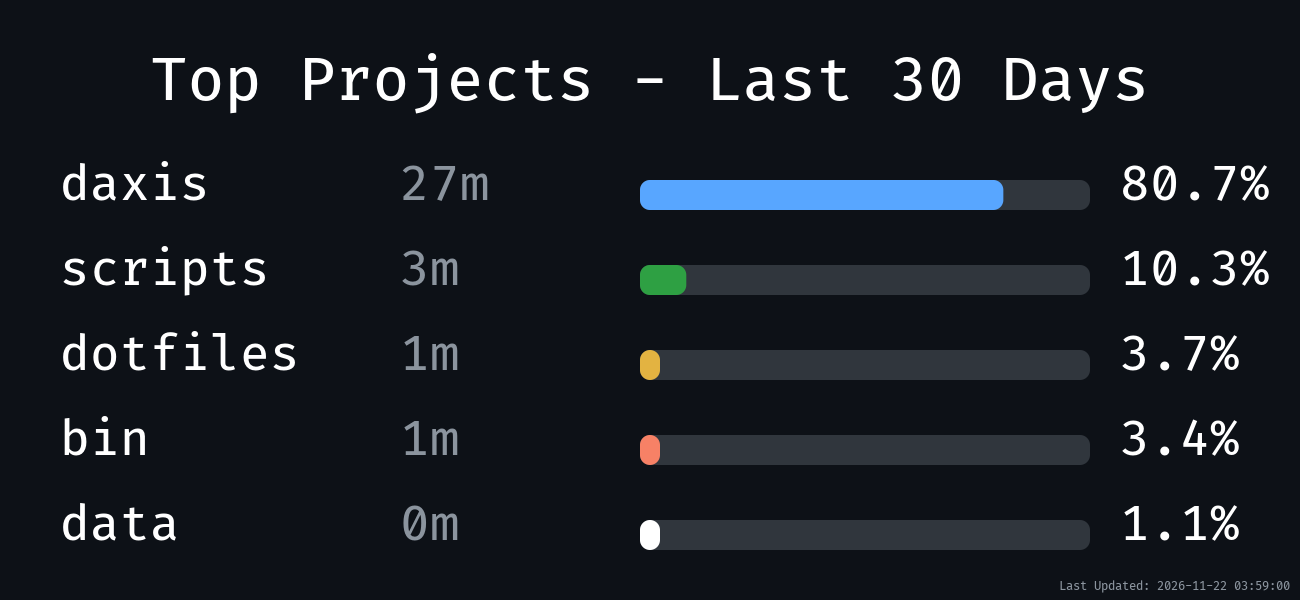 Top Projects - Last 30 Days
daxis 27m 80.7%
scripts 3m 10.3%
dotfiles 1m 3.7%
bin 1m 3.4%
data 0m 1.1%
Last Updated: 2026-11-22 03:59:00